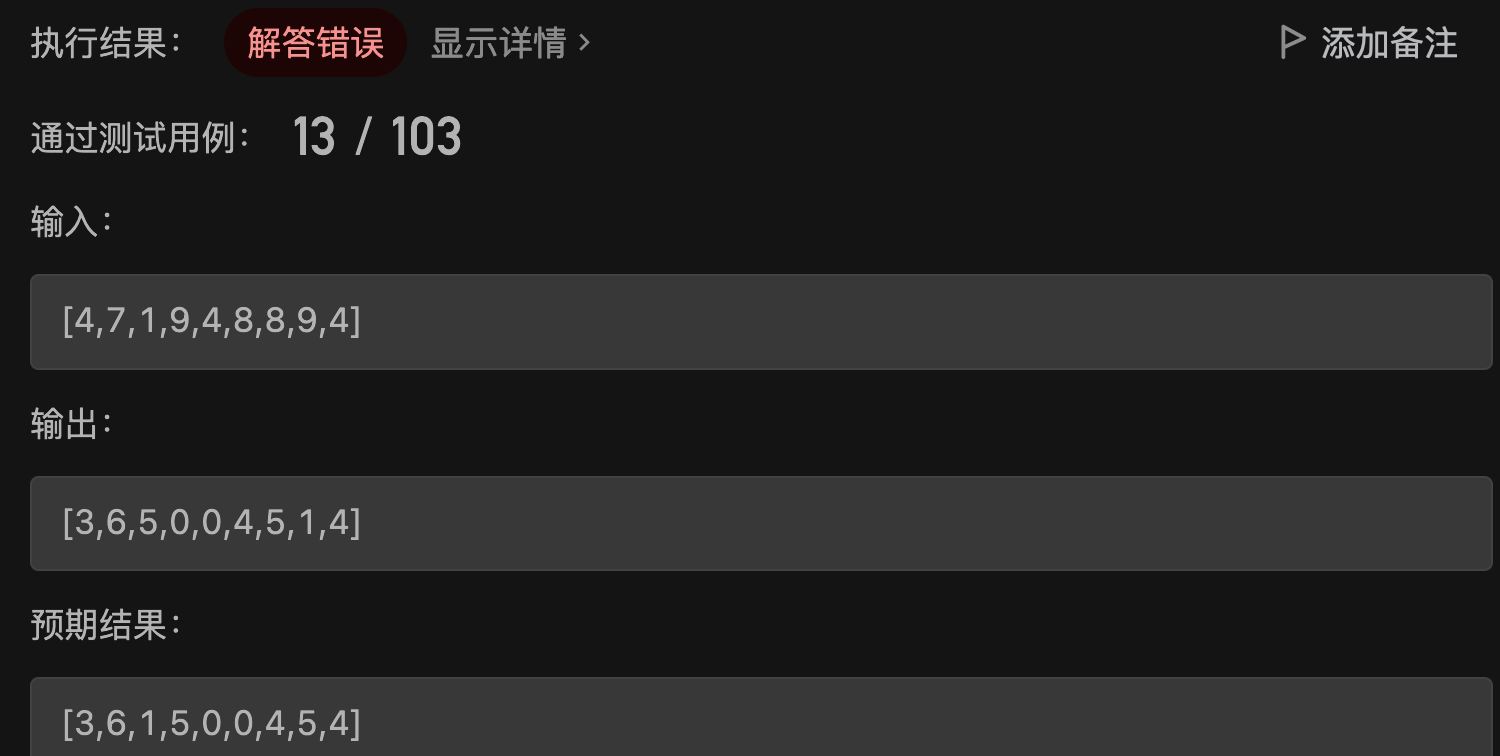 执行结果： 解答错误 显示详情 › 添加备注
通过测试用例： 13 / 103
输入：
[4,7,1,9,4,8,8,9,4]
输出：
[3,6,5,0,0,4,5,1,4]
预期结果：
[3,6,1,5,0,0,4,5,4]